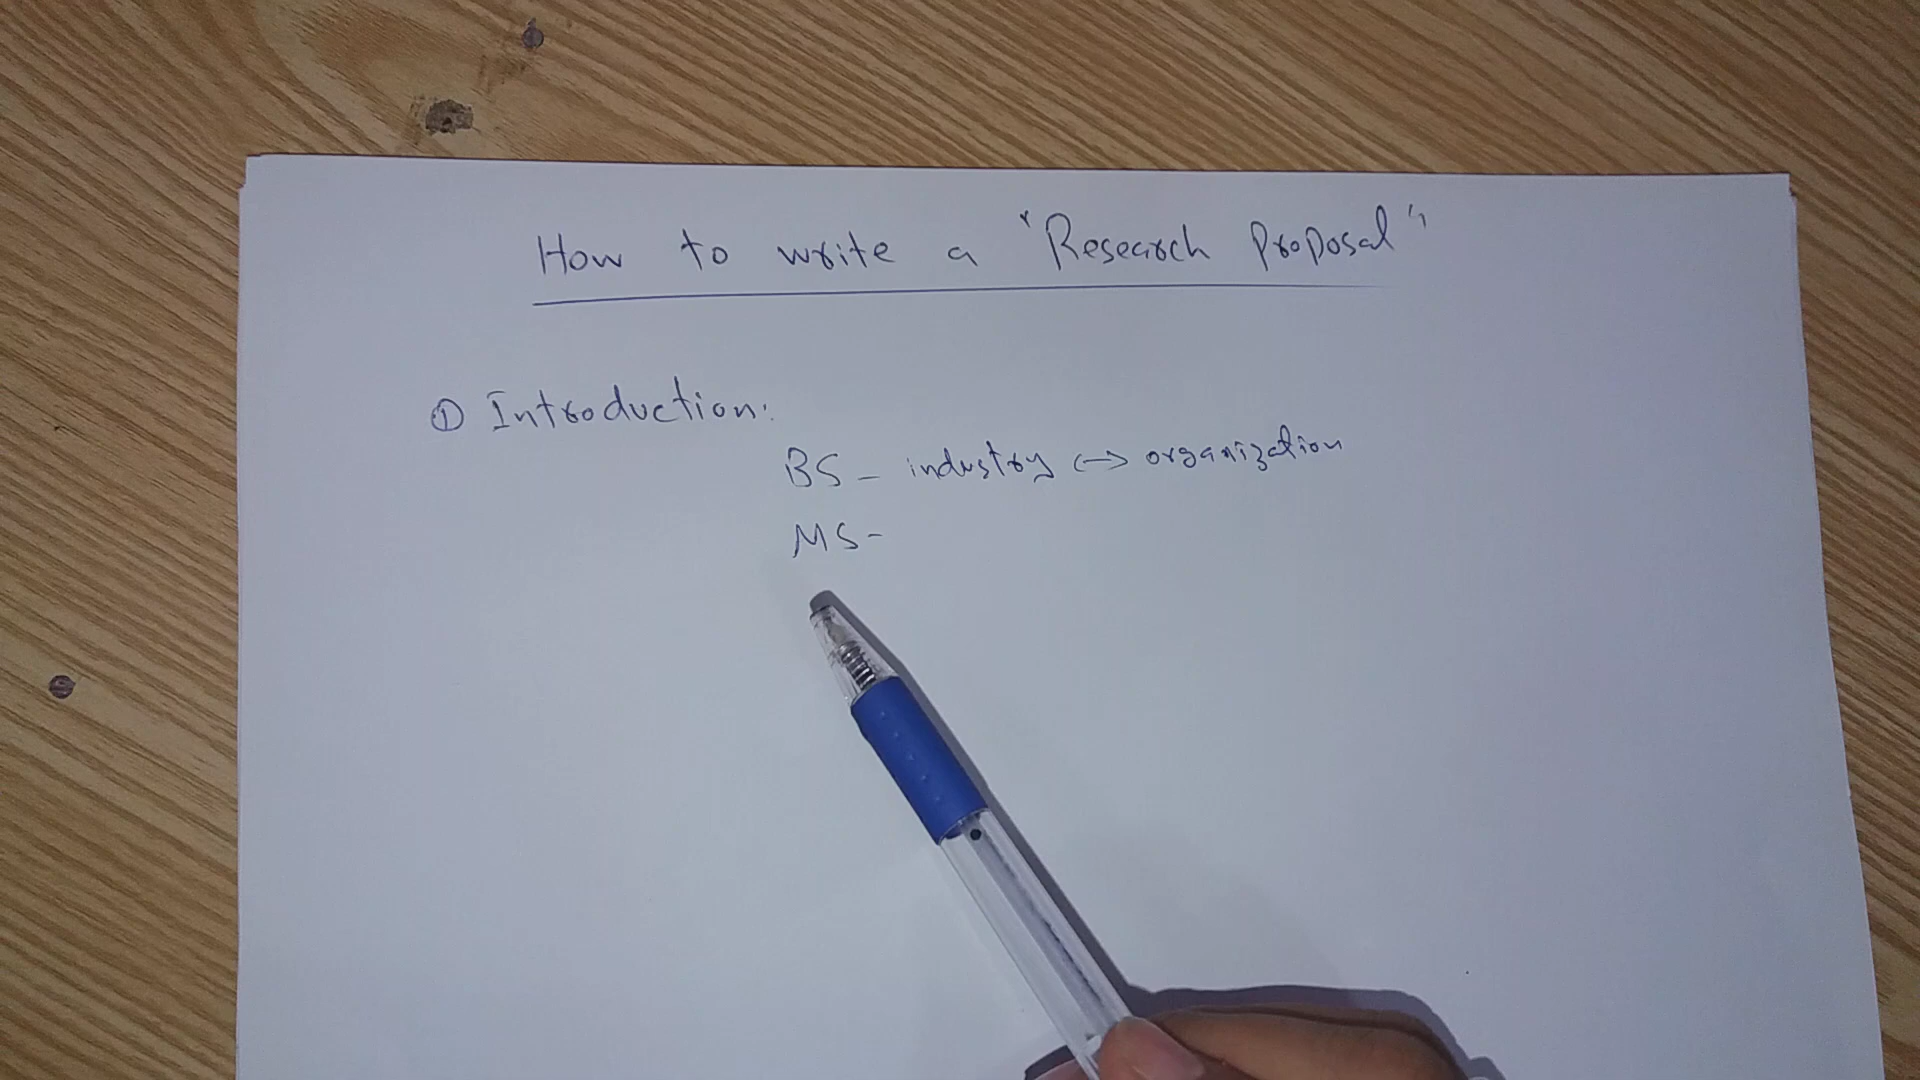 How to write a "Research Proposal"
① Introduction:
BS - industry ↔ organization
MS-